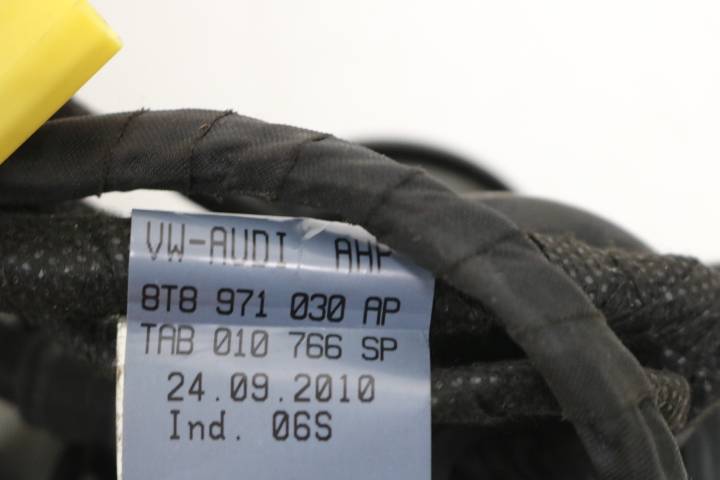 VW-AUDI AHP
8T8 971 030 AP
TAB 010 766 SP
24.09.2010
Ind. 06S